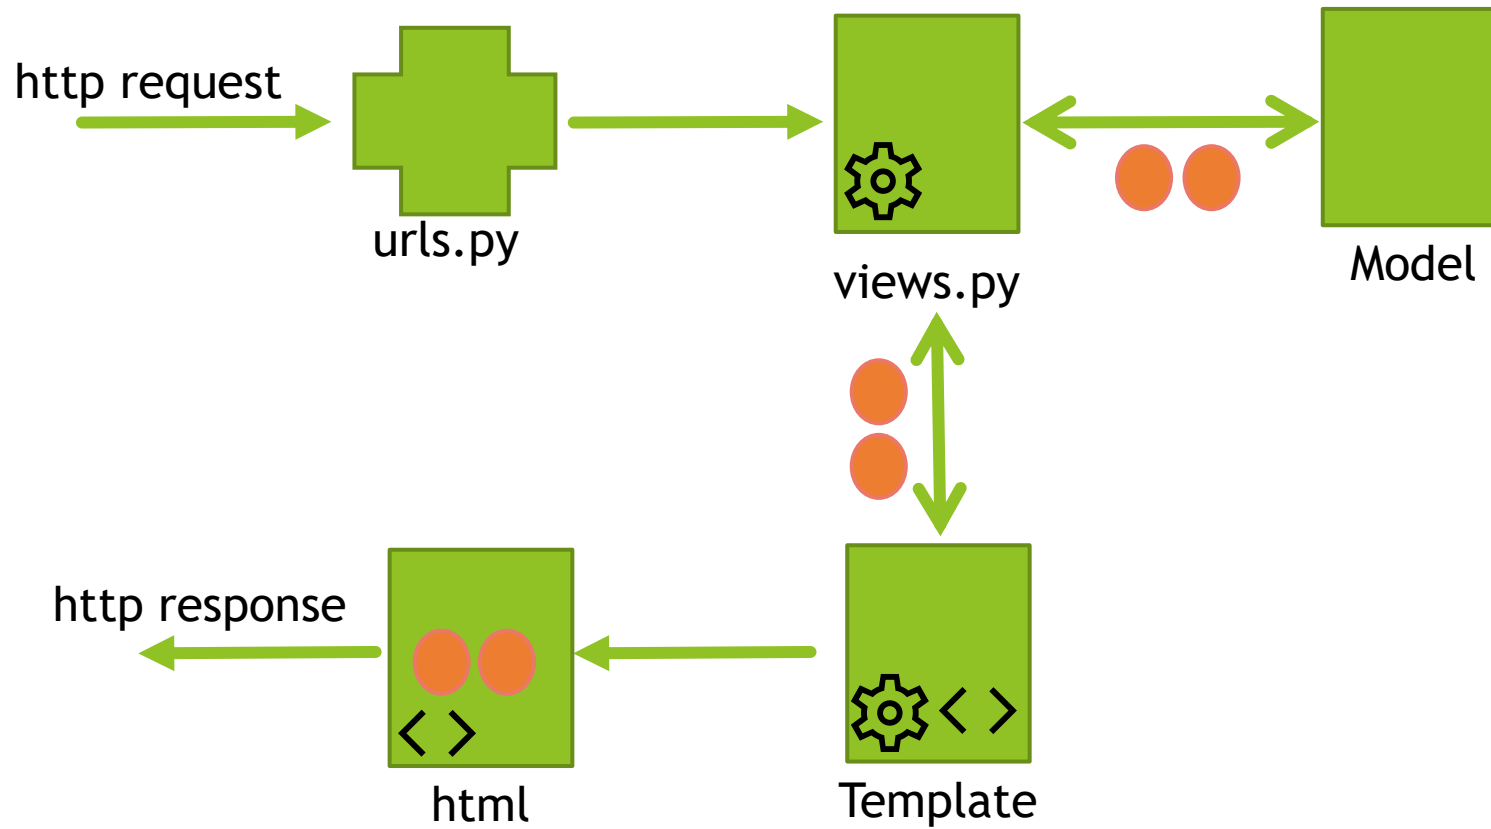 http request
urls.py
views.py
Model
http response
html
Template